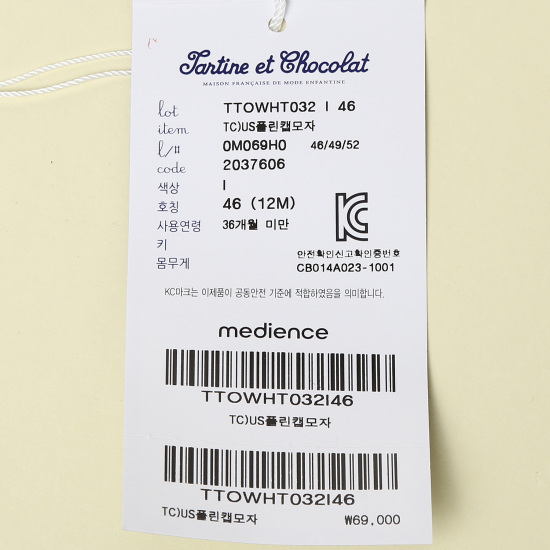 Tartine et Chocolat
MAISON FRANÇAISE DE MODE ENFANTINE
lot TTOWHT032 I 46
item TC)US플린캡모자
l/# 0M069H0 46/49/52
code 2037606
색상 I
호칭 46 (12M)
사용연령 36개월 미만
키
몸무게
안전확인신고확인증번호
CB014A023-1001
KC마크는 이제품이 공동안전 기준에 적합하였음을 의미합니다.
medience
TTOWHT032I46
TC)US플린캡모자
TTOWHT032I46
TC)US플린캡모자 ₩69,000